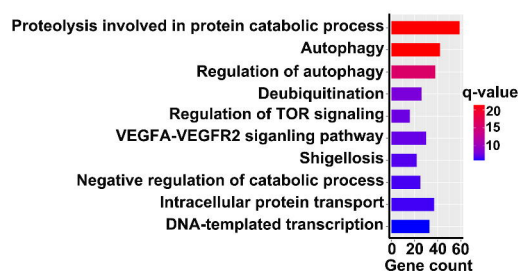 Proteolysis involved in protein catabolic process
Autophagy
Regulation of autophagy
Deubiquitination
Regulation of TOR signaling
VEGFA-VEGFR2 siganling pathway
Shigellosis
Negative regulation of catabolic process
Intracellular protein transport
DNA-templated transcription
q-value
20
15
10
0 20 40 60
Gene count